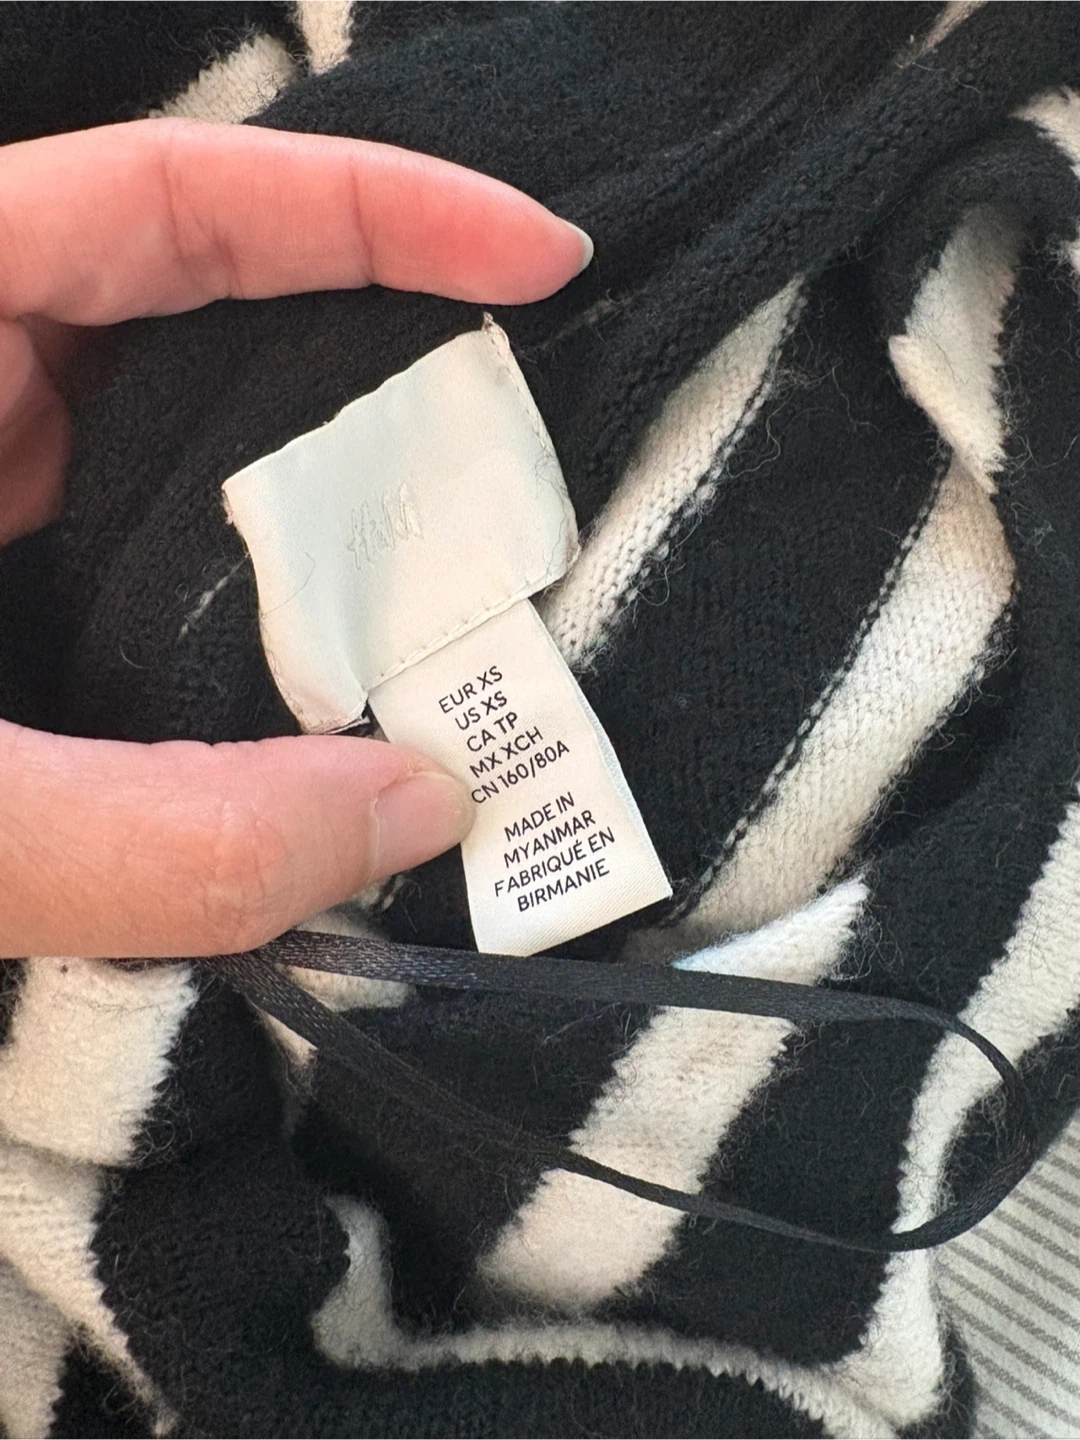 H&M
EUR XS
US XS
CA TP
MX XCH
CN 160/80A
MADE IN
MYANMAR
FABRIQUÉ EN
BIRMANIE